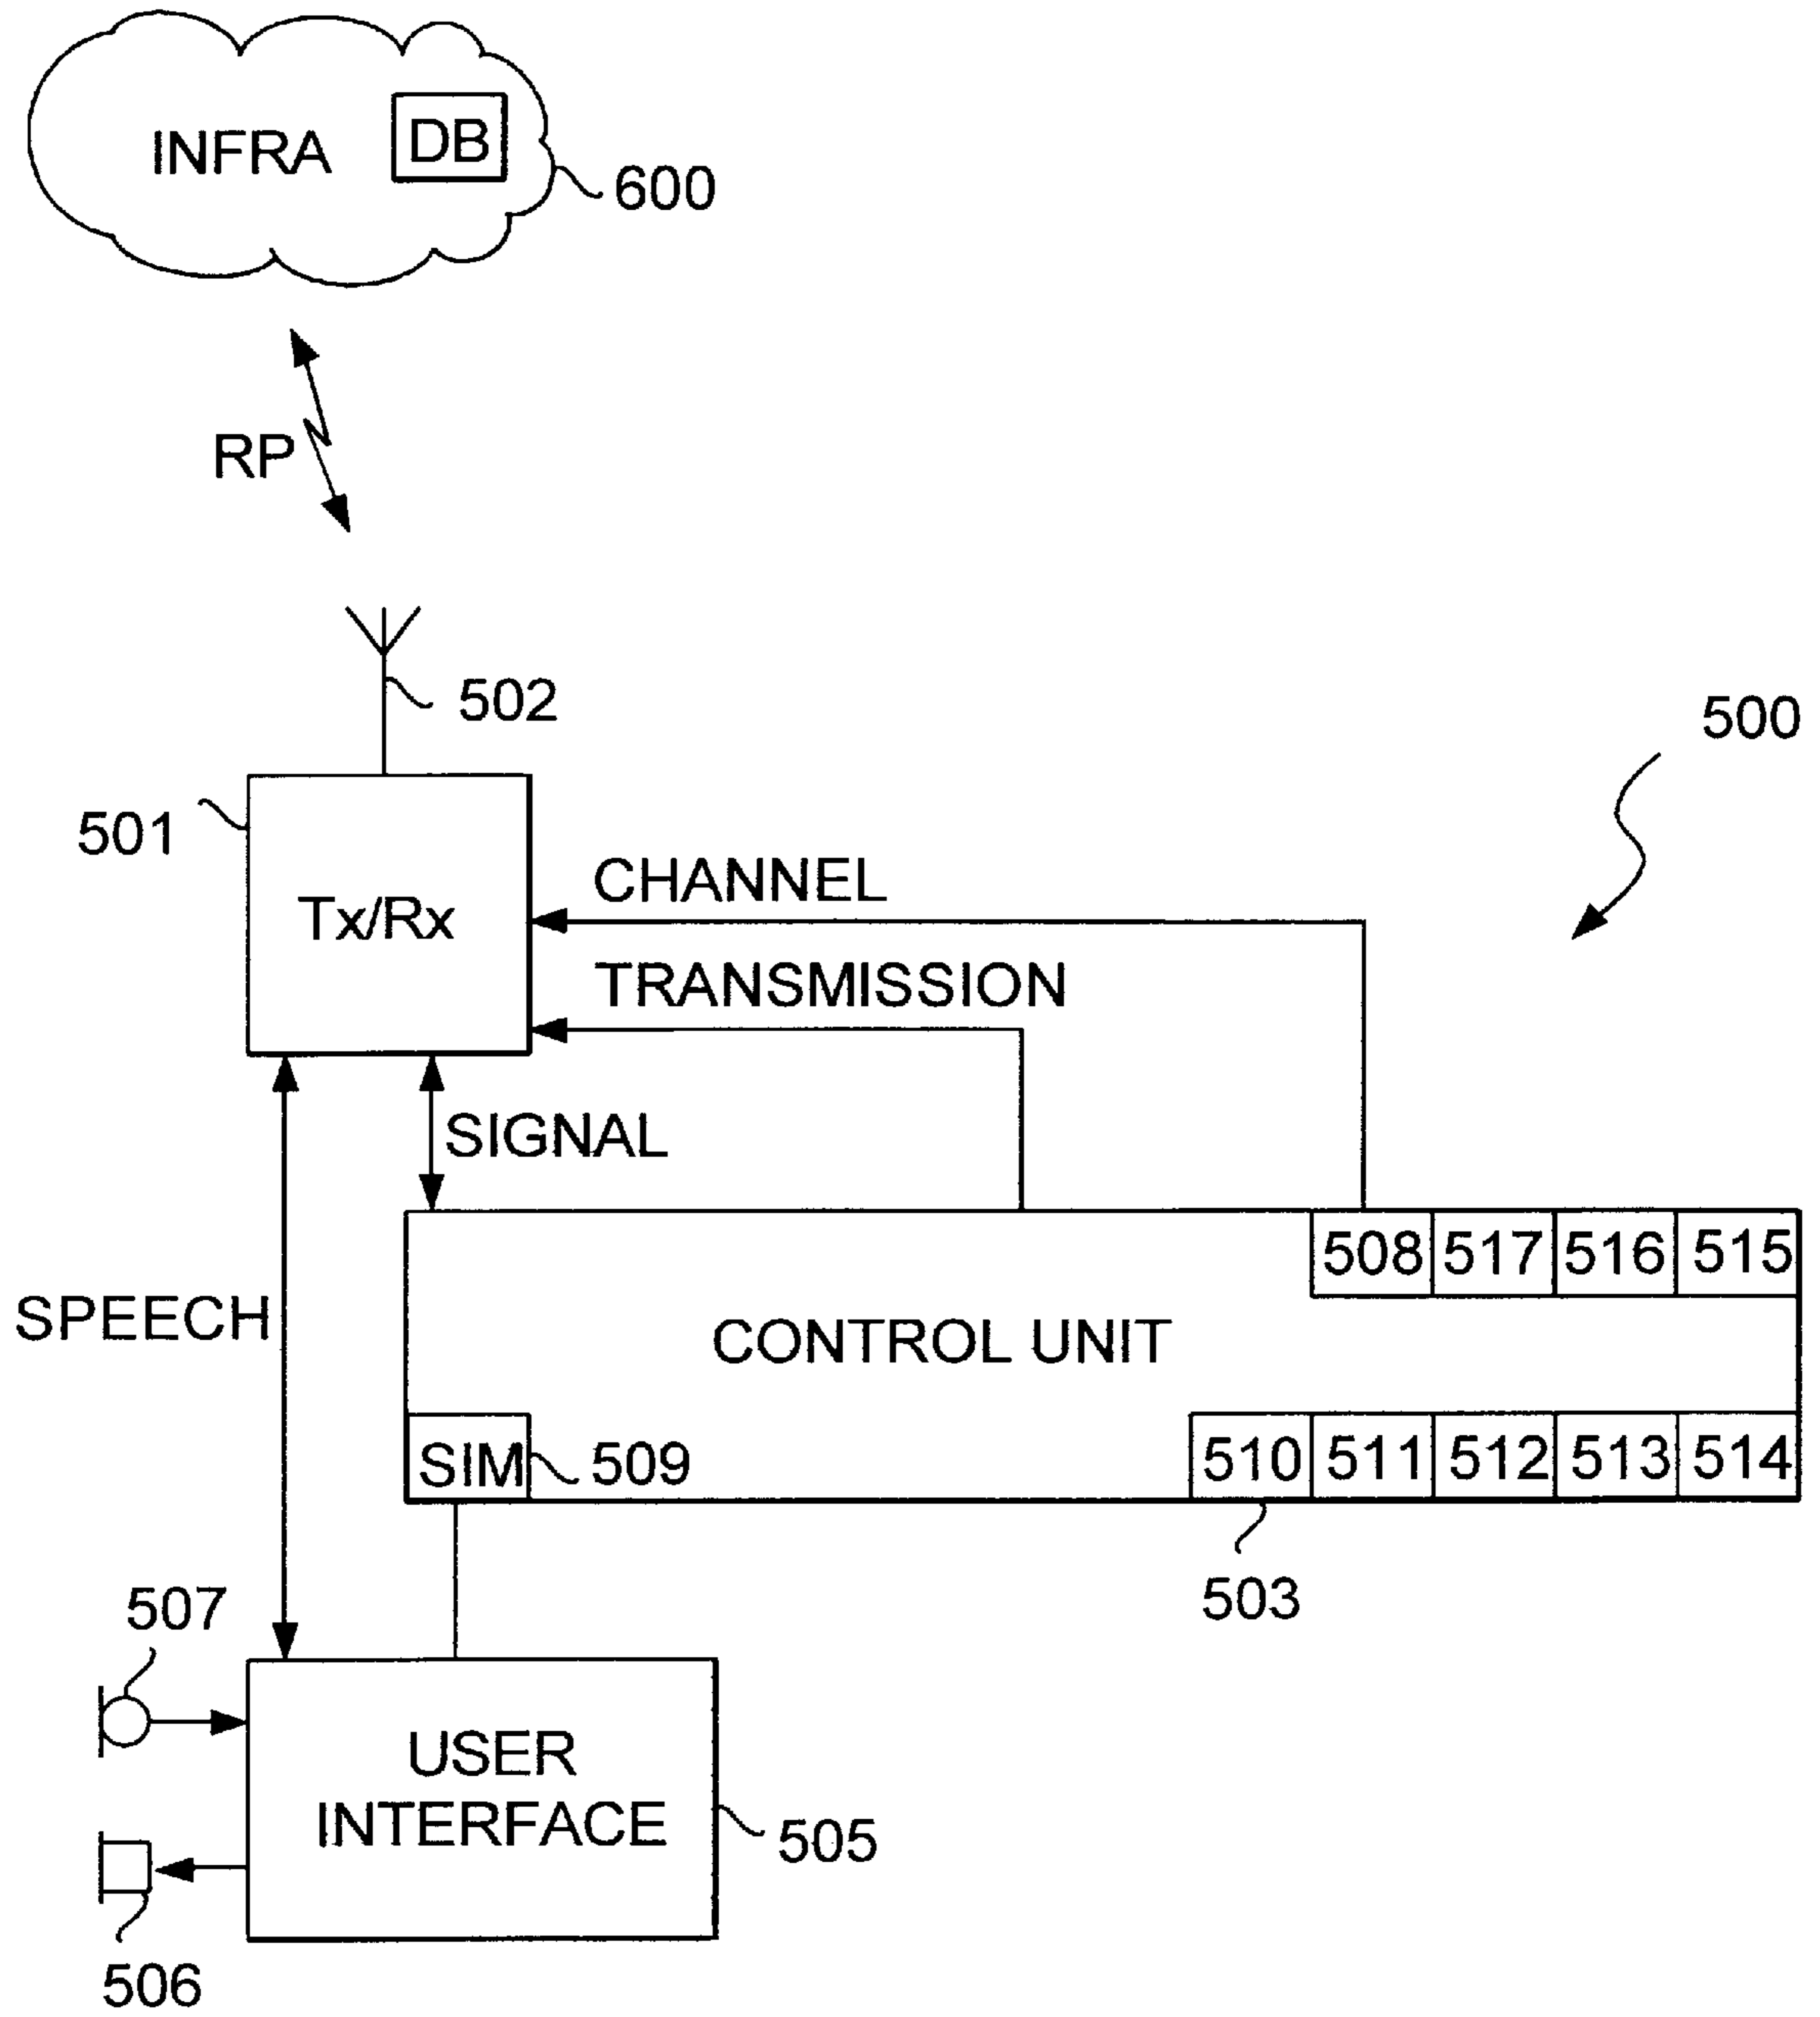 INFRA
DB
600
RP
502
500
501
Tx/Rx
CHANNEL
TRANSMISSION
SIGNAL
SPEECH
508 517 516 515
CONTROL UNIT
SIM
509
510 511 512 513 514
503
507
USER
INTERFACE
505
506